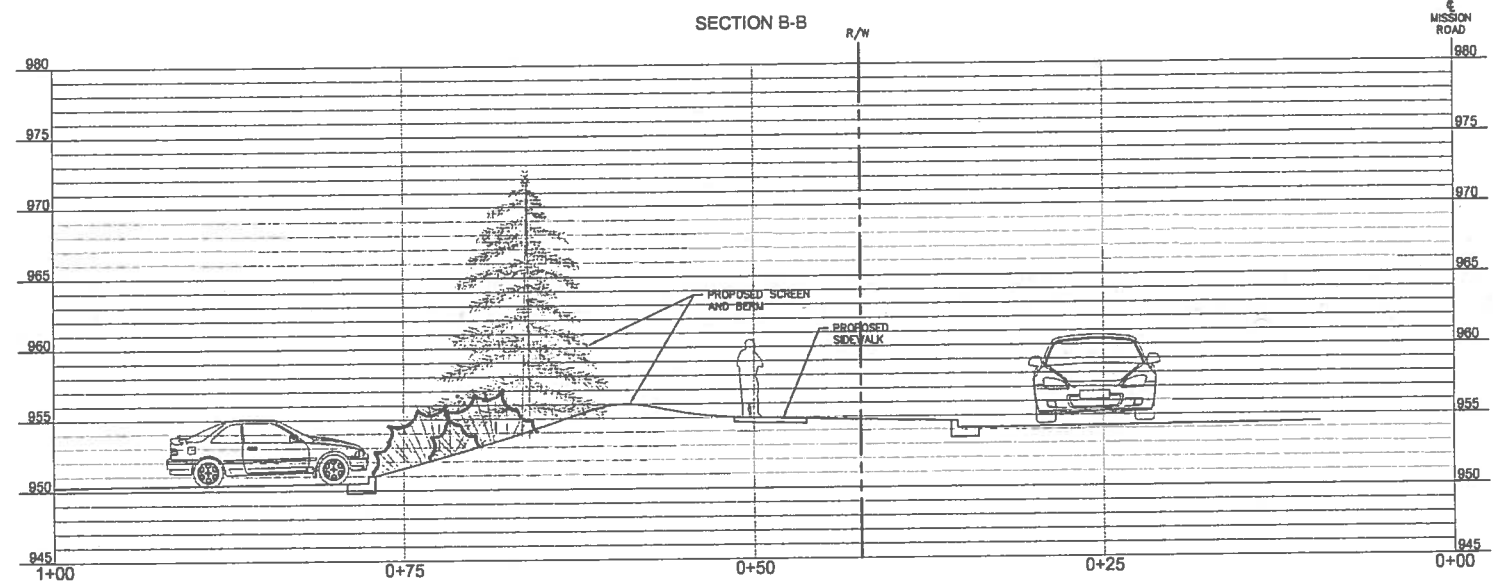 SECTION B-B
R/W
℄
MISSION
ROAD
980
980
975
975
970
970
965
965
PROPOSED SCREEN
AND BERM
PROPOSED
SIDEWALK
960
960
955
955
950
950
945
945
1+00
0+75
0+50
0+25
0+00